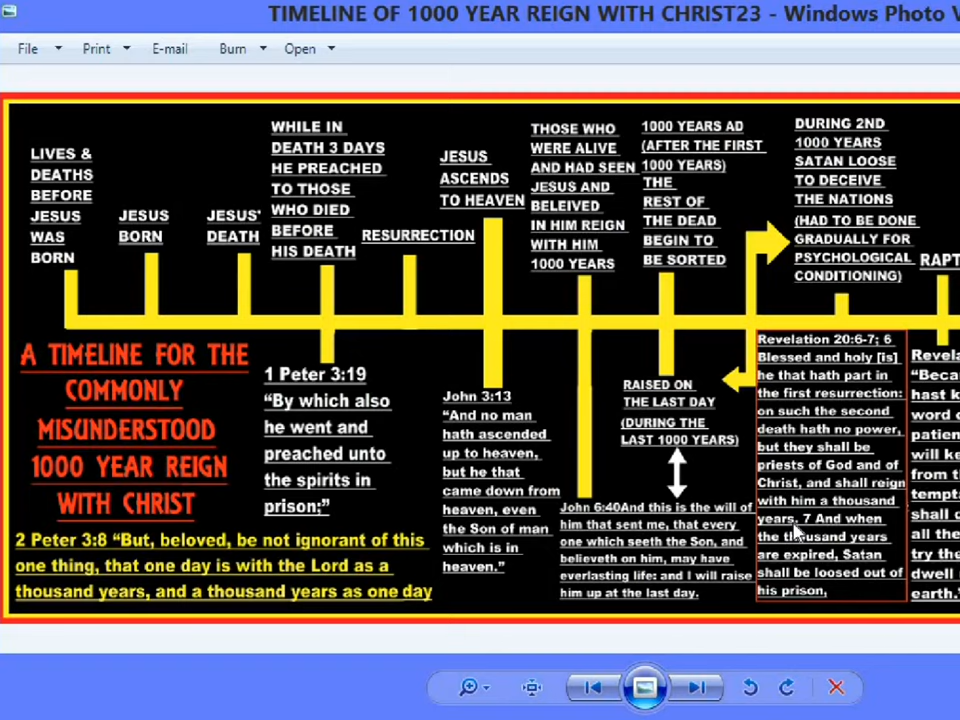 TIMELINE OF 1000 YEAR REIGN WITH CHRIST23 - Windows Photo V
File Print E-mail Burn Open
LIVES &
DEATHS
BEFORE
JESUS
WAS
BORN
JESUS
BORN
JESUS'
DEATH
WHILE IN
DEATH 3 DAYS
HE PREACHED
TO THOSE
WHO DIED
BEFORE
HIS DEATH
RESURRECTION
JESUS
ASCENDS
TO HEAVEN
THOSE WHO
WERE ALIVE
AND HAD SEEN
JESUS AND
BELEIVED
IN HIM REIGN
WITH HIM
1000 YEARS
1000 YEARS AD
(AFTER THE FIRST
1000 YEARS)
THE
REST OF
THE DEAD
BEGIN TO
BE SORTED
DURING 2ND
1000 YEARS
SATAN LOOSE
TO DECEIVE
THE NATIONS
(HAD TO BE DONE
GRADUALLY FOR
PSYCHOLOGICAL
CONDITIONING)
RAPT
A TIMELINE FOR THE
COMMONLY
MISUNDERSTOOD
1000 YEAR REIGN
WITH CHRIST
2 Peter 3:8 “But, beloved, be not ignorant of this
one thing, that one day is with the Lord as a
thousand years, and a thousand years as one day
1 Peter 3:19
“By which also
he went and
preached unto
the spirits in
prison;”
John 3:13
“And no man
hath ascended
up to heaven,
but he that
came down from
heaven, even
the Son of man
which is in
heaven.”
RAISED ON
THE LAST DAY
(DURING THE
LAST 1000 YEARS)
John 6:40And this is the will of
him that sent me, that every
one which seeth the Son, and
believeth on him, may have
everlasting life: and I will raise
him up at the last day.
Revelation 20:6-7; 6
Blessed and holy [is]
he that hath part in
the first resurrection:
on such the second
death hath no power,
but they shall be
priests of God and of
Christ, and shall reign
with him a thousand
years. 7 And when
the thousand years
are expired, Satan
shall be loosed out of
his prison,
Revela
“Beca
hast k
word o
patien
will ke
from t
tempta
shall c
all the
try the
dwell
earth.”